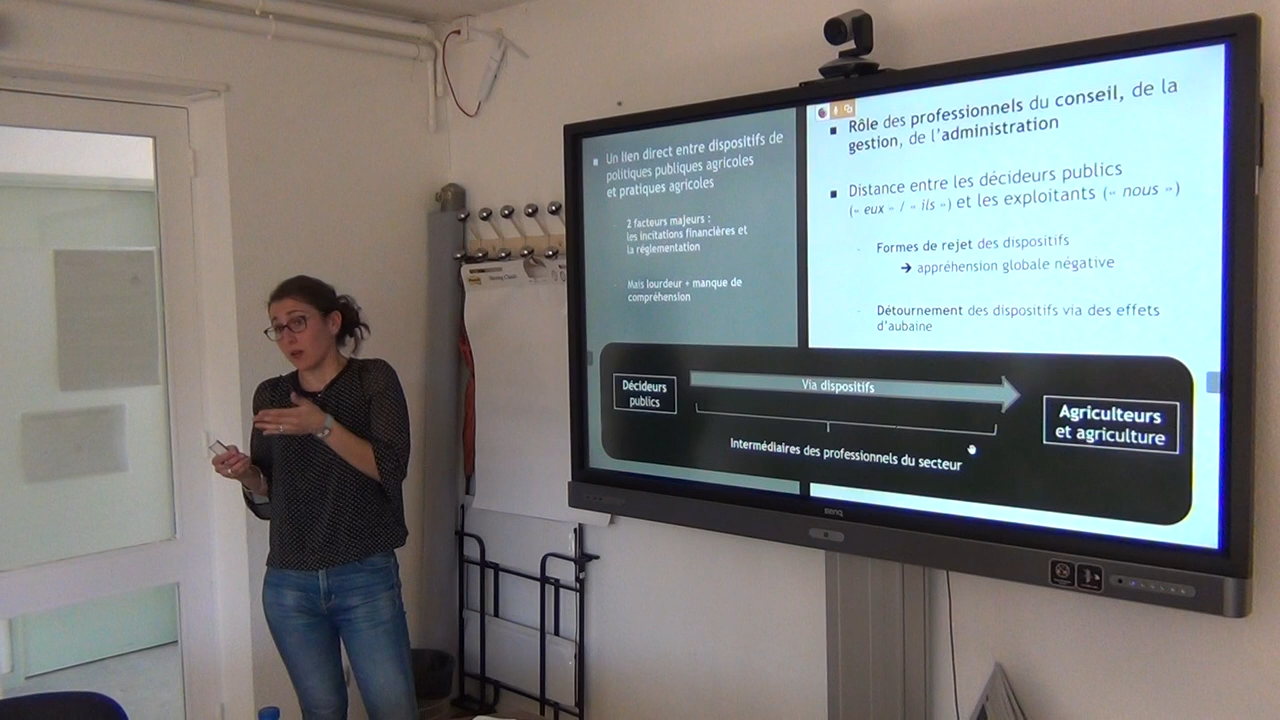 ■ Un lien direct entre dispositifs de
politiques publiques agricoles
et pratiques agricoles
- 2 facteurs majeurs :
les incitations financières et
la réglementation
- Mais lourdeur + manque de
compréhension
■ Rôle des professionnels du conseil, de la
gestion, de l'administration
■ Distance entre les décideurs publics
(« eux » / « ils ») et les exploitants (« nous »)
- Formes de rejet des dispositifs
→ appréhension globale négative
- Détournement des dispositifs via des effets
d'aubaine
Décideurs
publics
Via dispositifs
Intermédiaires des professionnels du secteur
Agriculteurs
et agriculture
BenQ